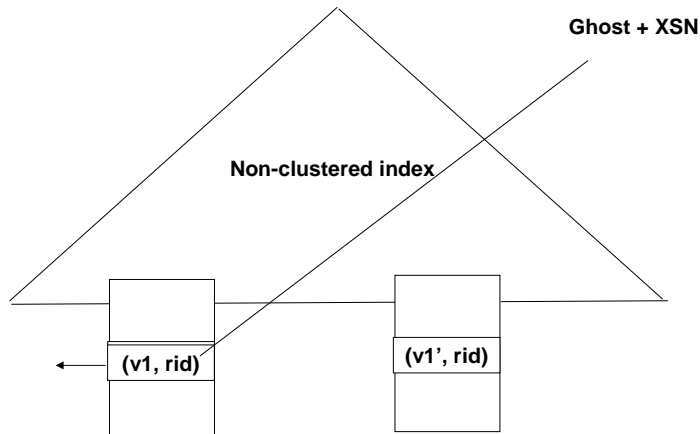 Ghost + XSN
Non-clustered index
(v1, rid)
(v1’, rid)